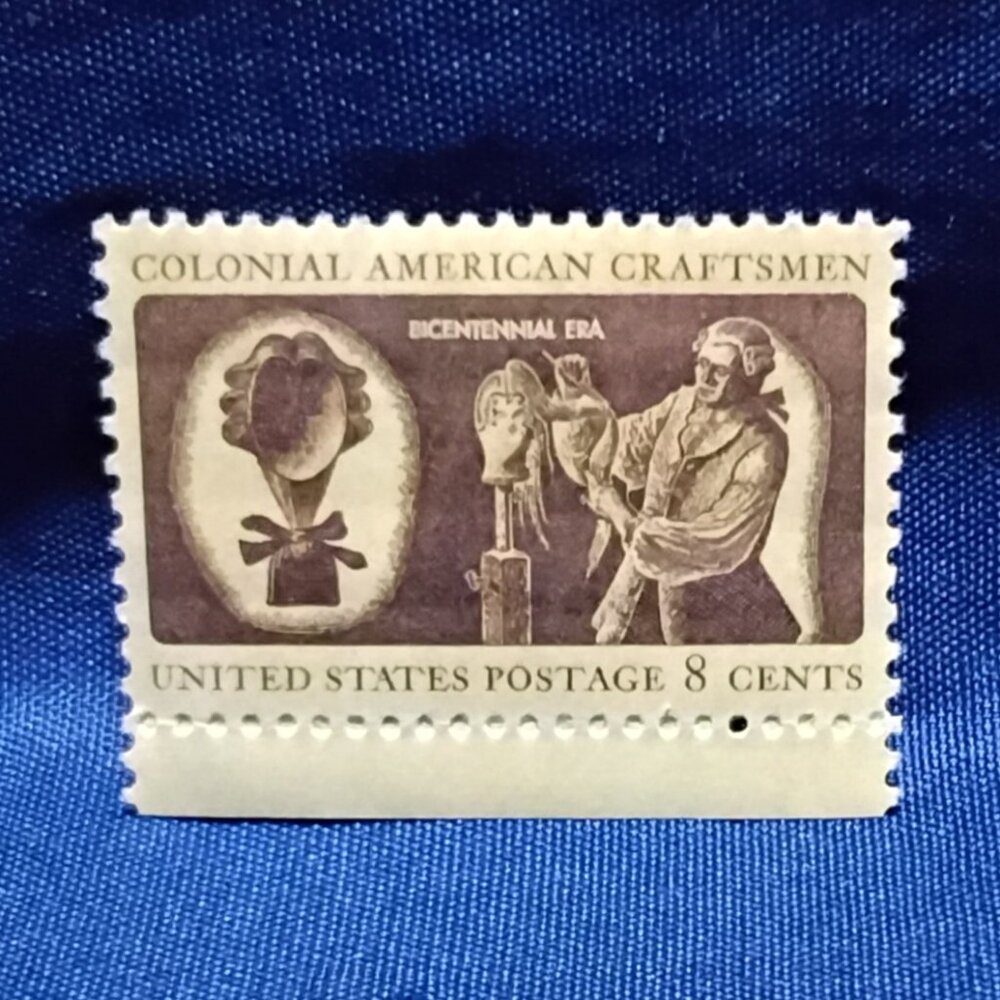 COLONIAL AMERICAN CRAFTSMEN
BICENTENNIAL ERA
UNITED STATES POSTAGE 8 CENTS